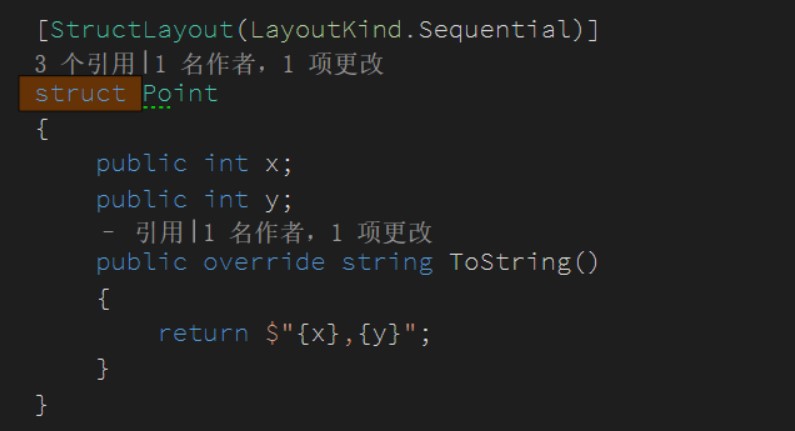 [StructLayout(LayoutKind.Sequential)]
3 个引用|1 名作者，1 项更改
struct Point
{
public int x;
public int y;
- 引用|1 名作者，1 项更改
public override string ToString()
{
return $"{x},{y}";
}
}